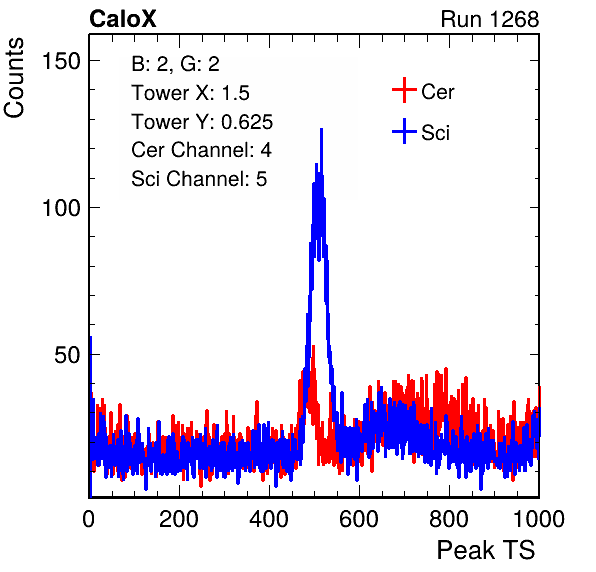 CaloX
Run 1268
Counts
150
100
50
B: 2, G: 2
Tower X: 1.5
Tower Y: 0.625
Cer Channel: 4
Sci Channel: 5
Cer
Sci
0
200
400
600
800
1000
Peak TS